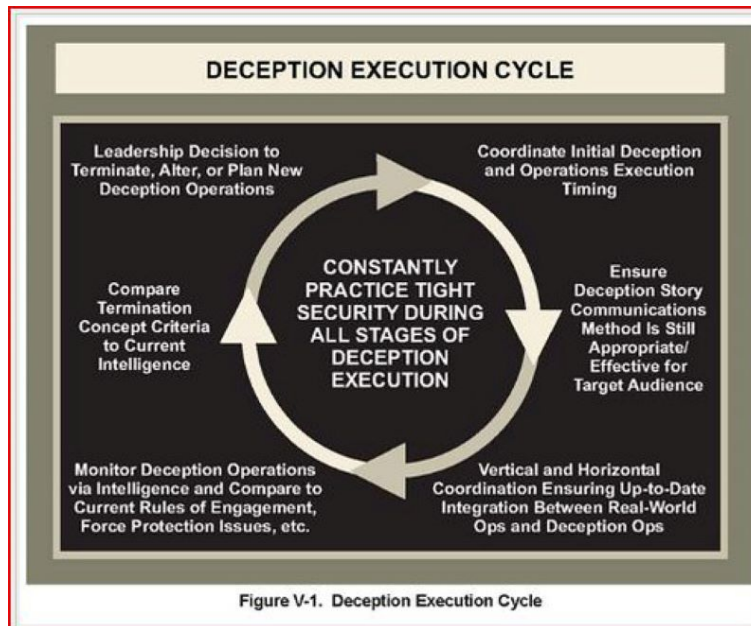 DECEPTION EXECUTION CYCLE
Leadership Decision to
Terminate, Alter, or Plan New
Deception Operations
Coordinate Initial Deception
and Operations Execution
Timing
CONSTANTLY
PRACTICE TIGHT
SECURITY DURING
ALL STAGES OF
DECEPTION
EXECUTION
Compare
Termination
Concept Criteria
to Current
Intelligence
Ensure
Deception Story
Communications
Method Is Still
Appropriate/
Effective for
Target Audience
Monitor Deception Operations
via Intelligence and Compare to
Current Rules of Engagement,
Force Protection Issues, etc.
Vertical and Horizontal
Coordination Ensuring Up-to-Date
Integration Between Real-World
Ops and Deception Ops
Figure V-1. Deception Execution Cycle